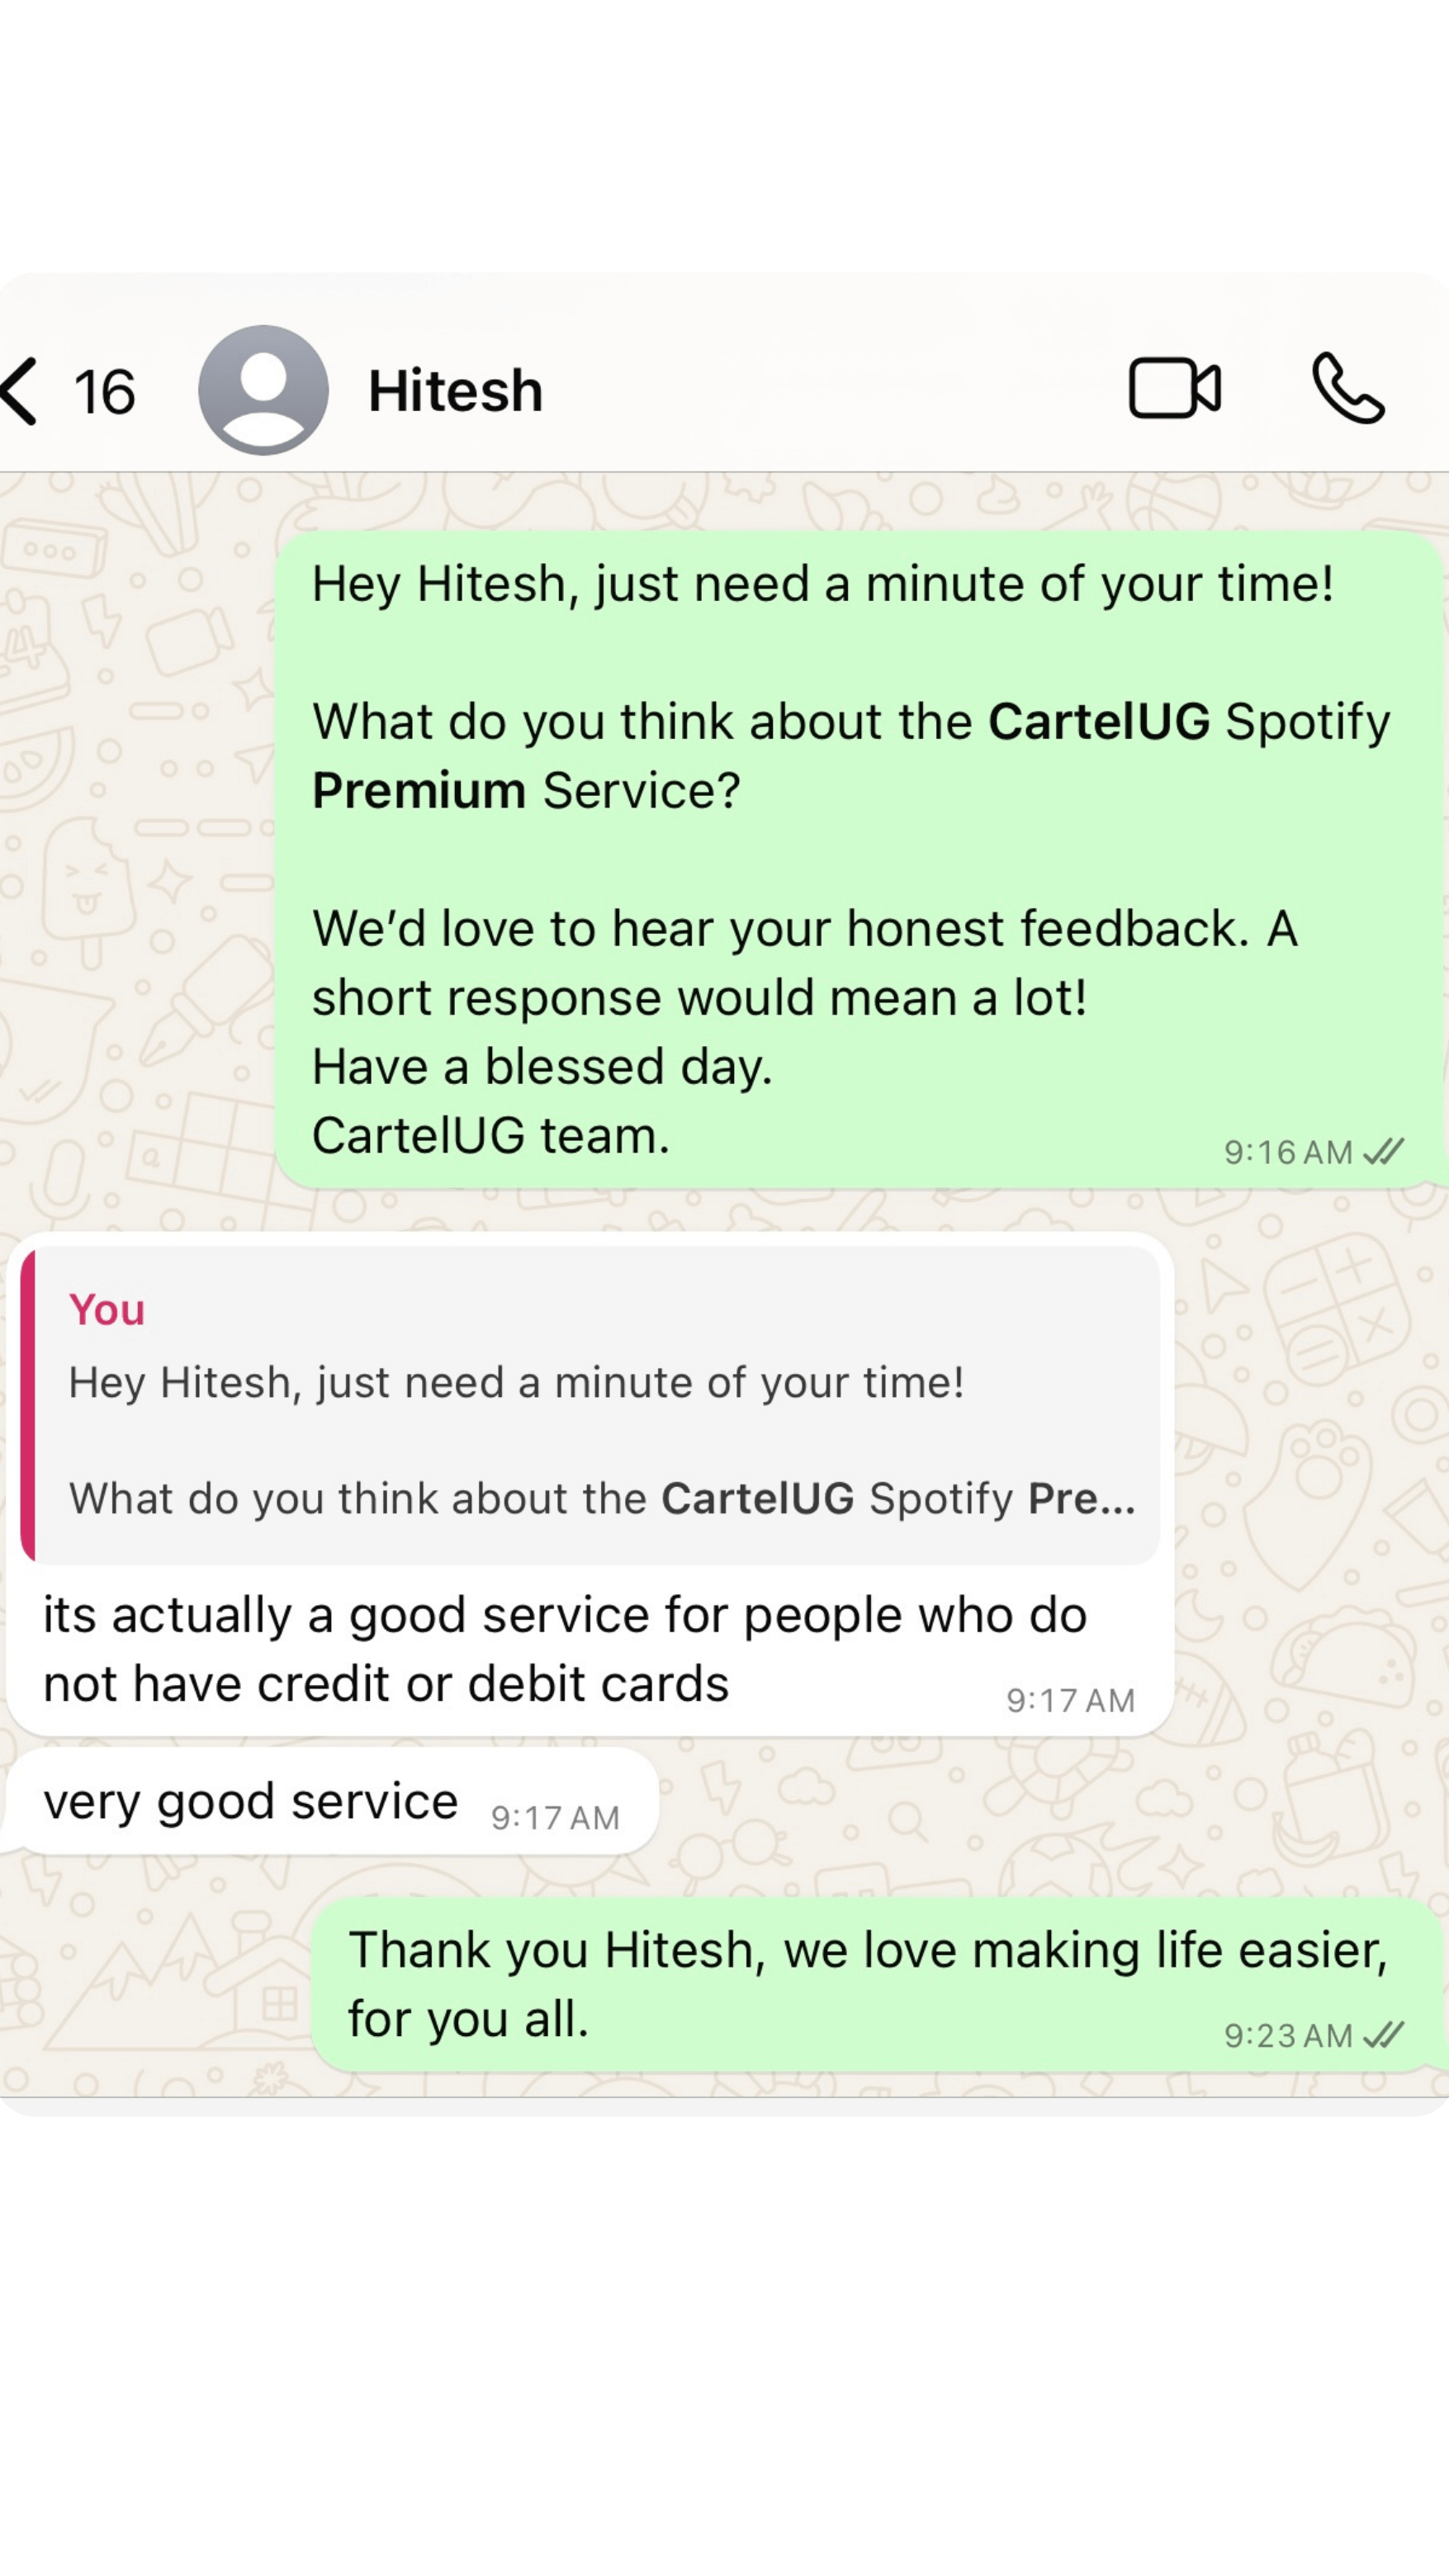 16
Hitesh
Hey Hitesh, just need a minute of your time!
What do you think about the CartelUG Spotify
Premium Service?
We’d love to hear your honest feedback. A
short response would mean a lot!
Have a blessed day.
CartelUG team.
9:16 AM
You
Hey Hitesh, just need a minute of your time!
What do you think about the CartelUG Spotify Pre...
its actually a good service for people who do
not have credit or debit cards
9:17 AM
very good service 9:17 AM
Thank you Hitesh, we love making life easier,
for you all.
9:23 AM